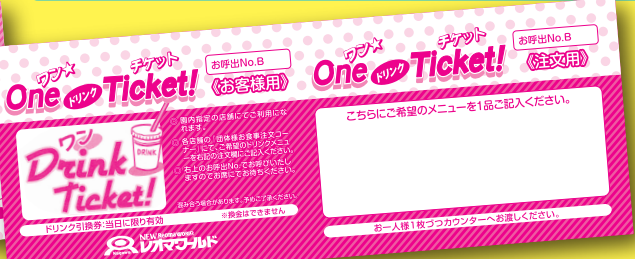 ワン★
チケット
One
ドリンク
Ticket!
お呼出No.B
《お客様用》
園内指定の店舗にてご利用になれます。
各店舗の「団体様お食事注文コーナー」にて、ご希望のドリンクメニューを右記の注文欄にご記入ください。
右上のお呼出No.でお呼びいたしますのでお席にてお待ちください。
ワン
Drink
Ticket!
DRINK
混み合う場合があります。予めご了承ください。
ドリンク引換券:当日に限り有効
※換金はできません
NEW Reoma WORLD
レオマワールド
ワン★
チケット
One
ドリンク
Ticket!
お呼出No.B
《注文用》
こちらにご希望のメニューを1品ご記入ください。
お一人様1枚づつカウンターへお渡しください。